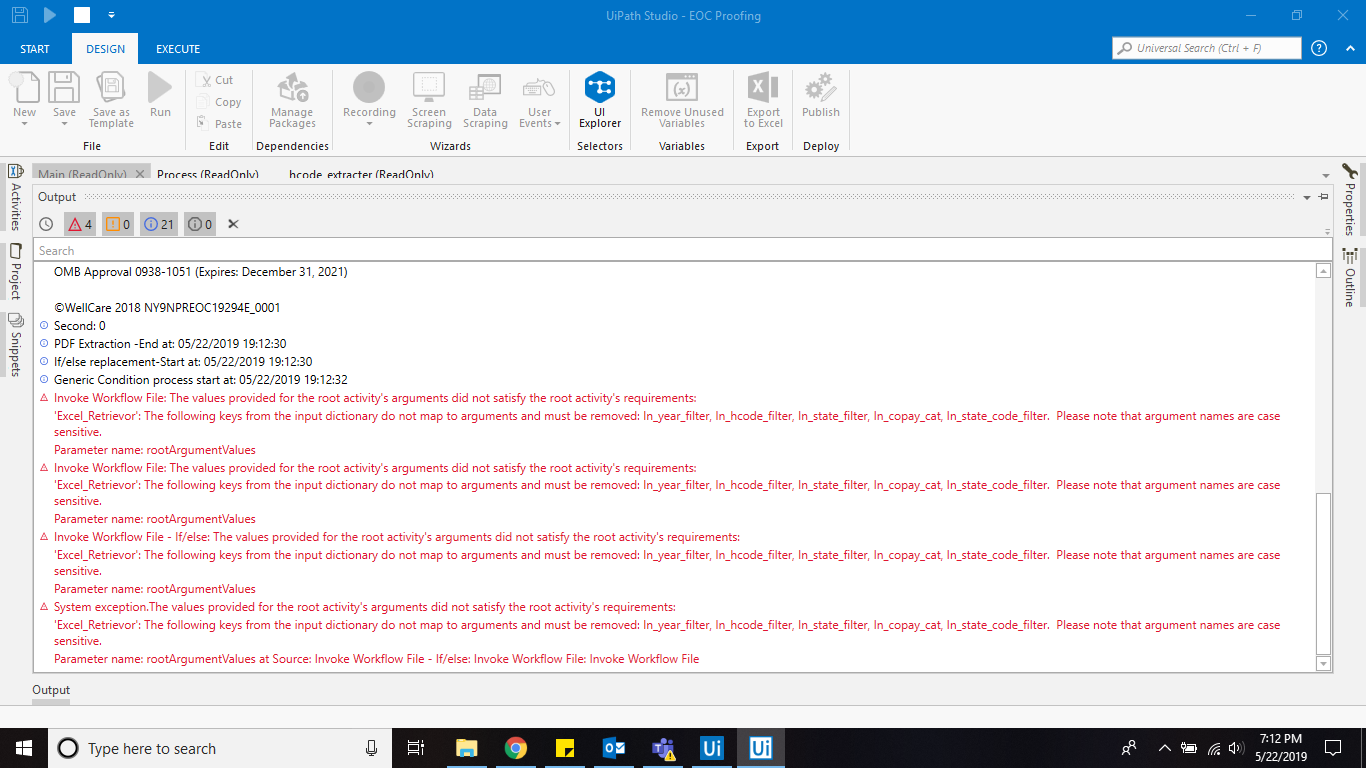 UiPath Studio - EOC Proofing
START DESIGN EXECUTE
Universal Search (Ctrl + F)
New
Save
Save as Template
Run
Cut
Copy
Paste
Manage Packages
Recording
Screen Scraping
Data Scraping
User Events
UI Explorer
Remove Unused Variables
Export to Excel
Publish
File Edit Dependencies Wizards Selectors Variables Export Deploy
Main (ReadOnly) Process (ReadOnly) hcode_extracter (ReadOnly)
Activities
Project
Snippets
Properties
Outline
Output
4 0 21 0
Search
OMB Approval 0938-1051 (Expires: December 31, 2021)
©WellCare 2018 NY9NPREOC19294E_0001
Second: 0
PDF Extraction -End at: 05/22/2019 19:12:30
If/else replacement-Start at: 05/22/2019 19:12:30
Generic Condition process start at: 05/22/2019 19:12:32
Invoke Workflow File: The values provided for the root activity's arguments did not satisfy the root activity's requirements:
'Excel_Retrievor': The following keys from the input dictionary do not map to arguments and must be removed: In_year_filter, In_hcode_filter, In_state_filter, In_copay_cat, In_state_code_filter.  Please note that argument names are case
sensitive.
Parameter name: rootArgumentValues
Invoke Workflow File: The values provided for the root activity's arguments did not satisfy the root activity's requirements:
'Excel_Retrievor': The following keys from the input dictionary do not map to arguments and must be removed: In_year_filter, In_hcode_filter, In_state_filter, In_copay_cat, In_state_code_filter.  Please note that argument names are case
sensitive.
Parameter name: rootArgumentValues
Invoke Workflow File - If/else: The values provided for the root activity's arguments did not satisfy the root activity's requirements:
'Excel_Retrievor': The following keys from the input dictionary do not map to arguments and must be removed: In_year_filter, In_hcode_filter, In_state_filter, In_copay_cat, In_state_code_filter.  Please note that argument names are case
sensitive.
Parameter name: rootArgumentValues
System exception.The values provided for the root activity's arguments did not satisfy the root activity's requirements:
'Excel_Retrievor': The following keys from the input dictionary do not map to arguments and must be removed: In_year_filter, In_hcode_filter, In_state_filter, In_copay_cat, In_state_code_filter.  Please note that argument names are case
sensitive.
Parameter name: rootArgumentValues at Source: Invoke Workflow File - If/else: Invoke Workflow File: Invoke Workflow File
Output
Type here to search
Ui
Ui
7:12 PM
5/22/2019